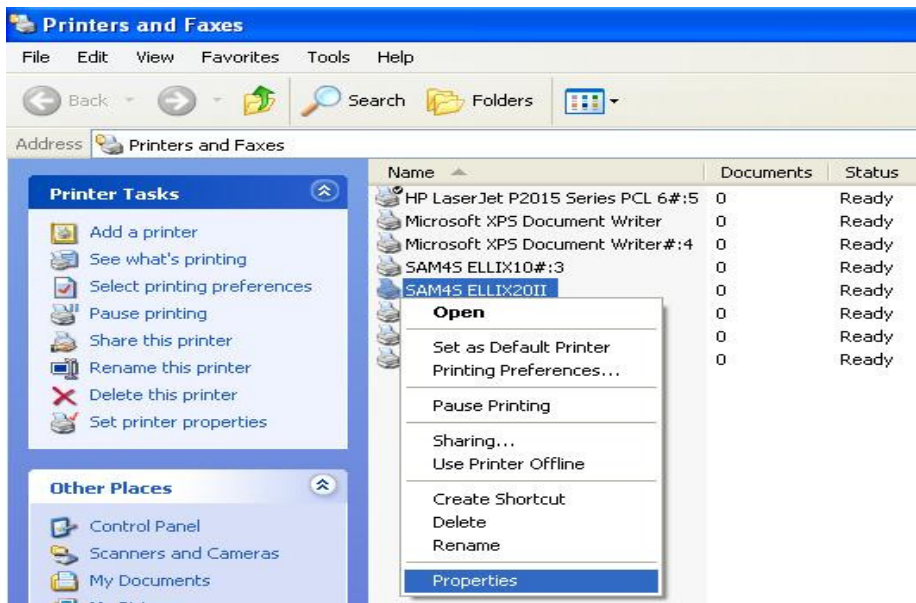 Printers and Faxes
File Edit View Favorites Tools Help
Back Search Folders
Address Printers and Faxes
Printer Tasks
Add a printer
See what's printing
Select printing preferences
Pause printing
Share this printer
Rename this printer
Delete this printer
Set printer properties
Other Places
Control Panel
Scanners and Cameras
My Documents
Name Documents Status
HP LaserJet P2015 Series PCL 6#:5 0 Ready
Microsoft XPS Document Writer 0 Ready
Microsoft XPS Document Writer#:4 0 Ready
SAM4S ELLIX10#:3 0 Ready
SAM4S ELLIX20II 0 Ready
0 Ready
0 Ready
0 Ready
Open
Set as Default Printer
Printing Preferences...
Pause Printing
Sharing...
Use Printer Offline
Create Shortcut
Delete
Rename
Properties